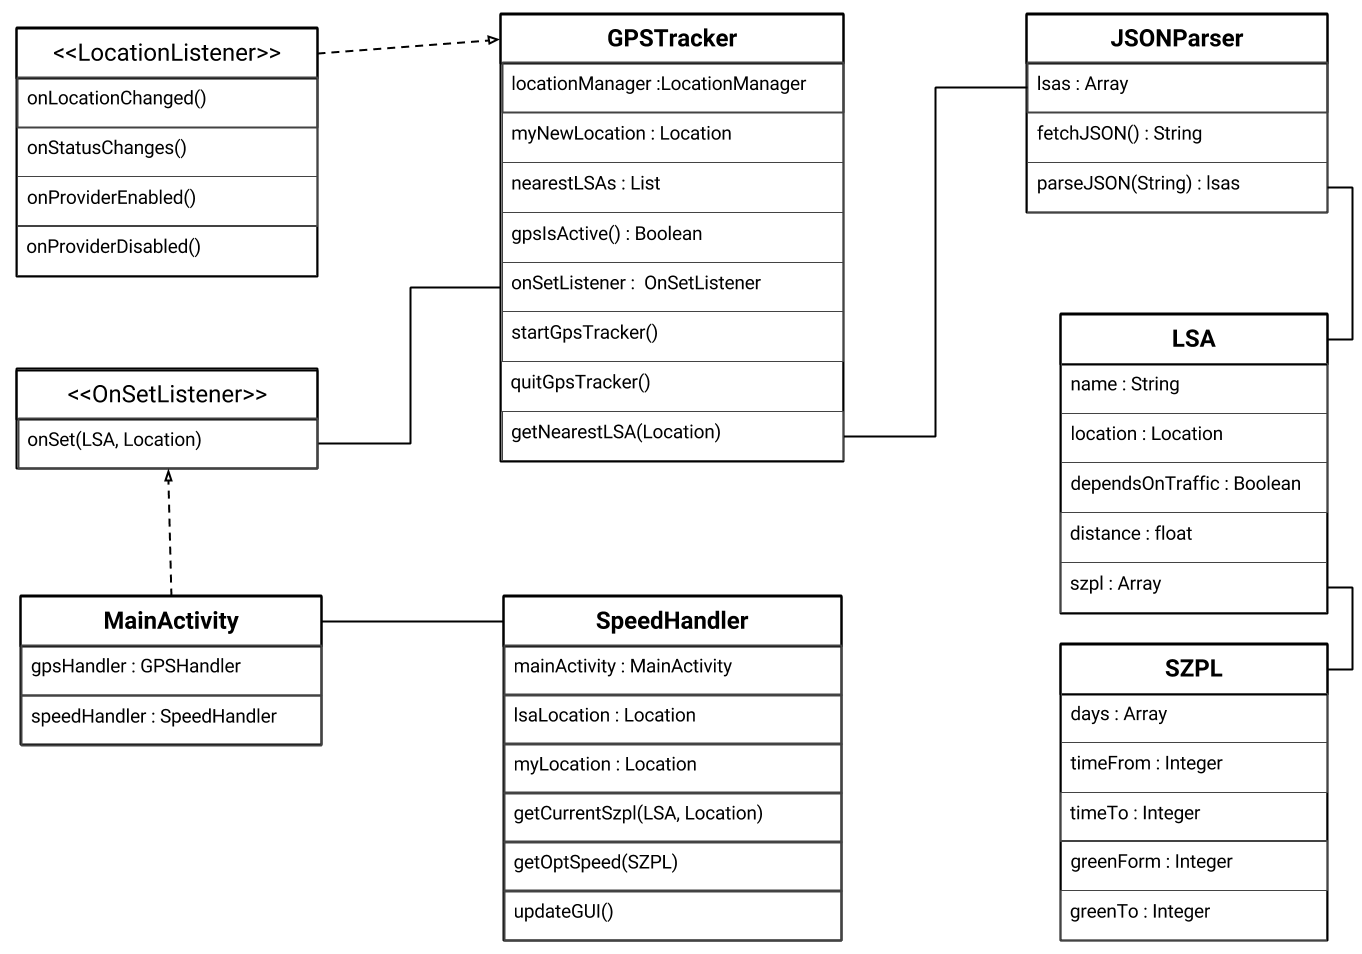 <<LocationListener>>
onLocationChanged()
onStatusChanges()
onProviderEnabled()
onProviderDisabled()
GPSTracker
locationManager :LocationManager
myNewLocation : Location
nearestLSAs : List
gpsIsActive() : Boolean
onSetListener :  OnSetListener
startGpsTracker()
quitGpsTracker()
getNearestLSA(Location)
JSONParser
lsas : Array
fetchJSON() : String
parseJSON(String) : lsas
<<OnSetListener>>
onSet(LSA, Location)
LSA
name : String
location : Location
dependsOnTraffic : Boolean
distance : float
szpl : Array
MainActivity
gpsHandler : GPSHandler
speedHandler : SpeedHandler
SpeedHandler
mainActivity : MainActivity
lsaLocation : Location
myLocation : Location
getCurrentSzpl(LSA, Location)
getOptSpeed(SZPL)
updateGUI()
SZPL
days : Array
timeFrom : Integer
timeTo : Integer
greenForm : Integer
greenTo : Integer